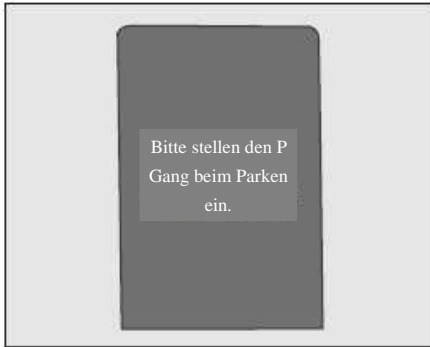 Bitte stellen den P
Gang beim Parken
ein.